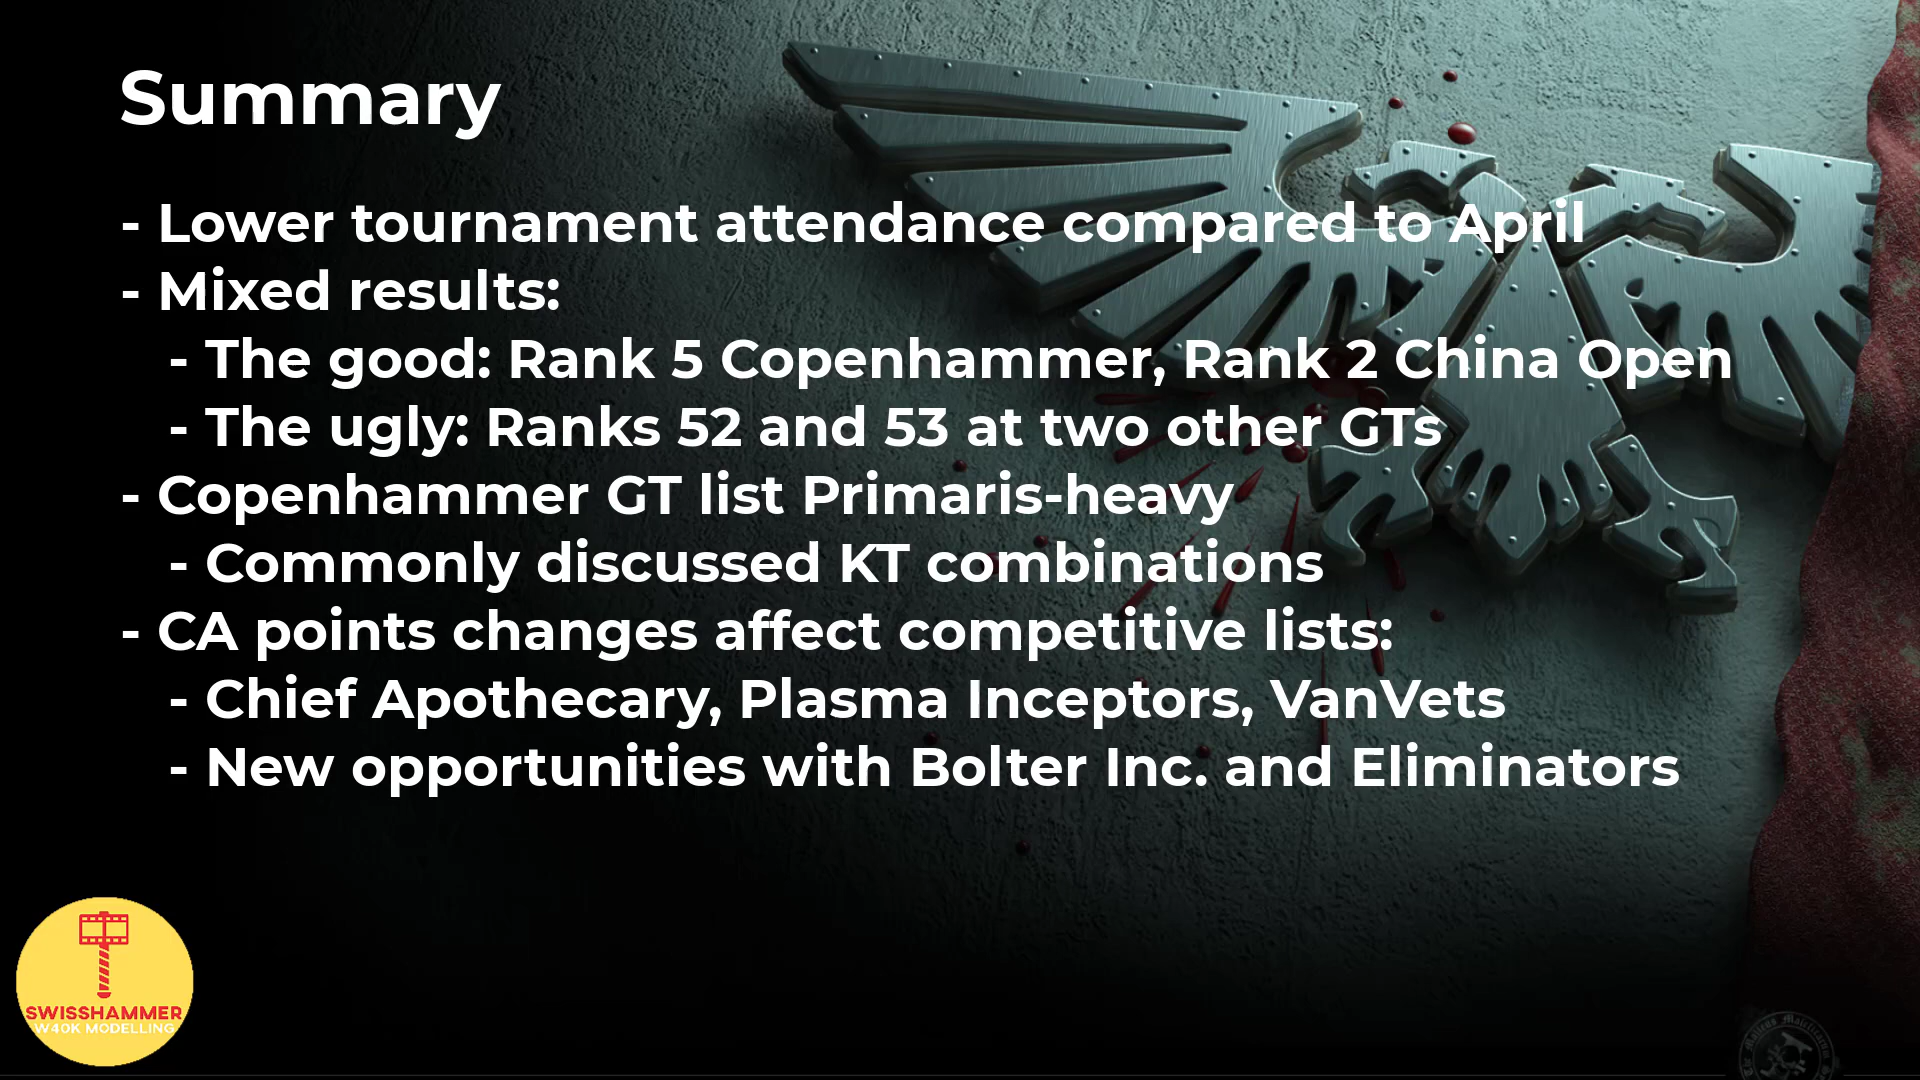 Summary
- Lower tournament attendance compared to April
- Mixed results:
- The good: Rank 5 Copenhammer, Rank 2 China Open
- The ugly: Ranks 52 and 53 at two other GTs
- Copenhammer GT list Primaris-heavy
- Commonly discussed KT combinations
- CA points changes affect competitive lists:
- Chief Apothecary, Plasma Inceptors, VanVets
- New opportunities with Bolter Inc. and Eliminators
SWISSHAMMER
W40K MODELLING